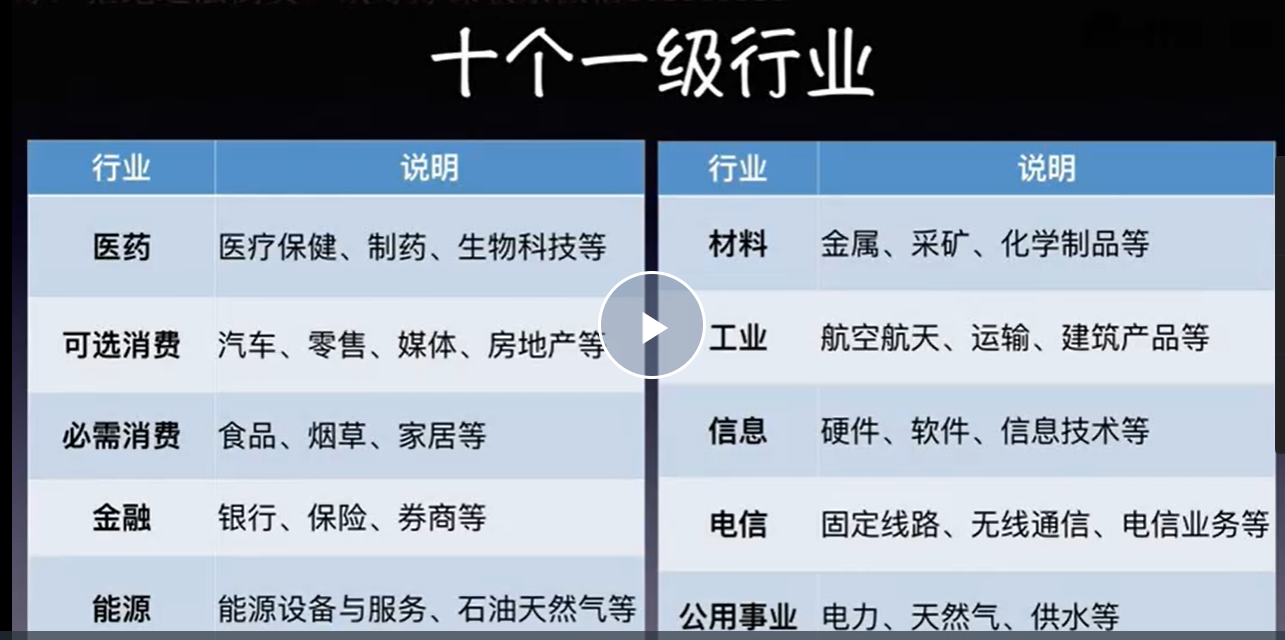 十个一级行业
行业 说明
医药 医疗保健、制药、生物科技等
可选消费 汽车、零售、媒体、房地产等
必需消费 食品、烟草、家居等
金融 银行、保险、券商等
能源 能源设备与服务、石油天然气等
行业 说明
材料 金属、采矿、化学制品等
工业 航空航天、运输、建筑产品等
信息 硬件、软件、信息技术等
电信 固定线路、无线通信、电信业务等
公用事业 电力、天然气、供水等